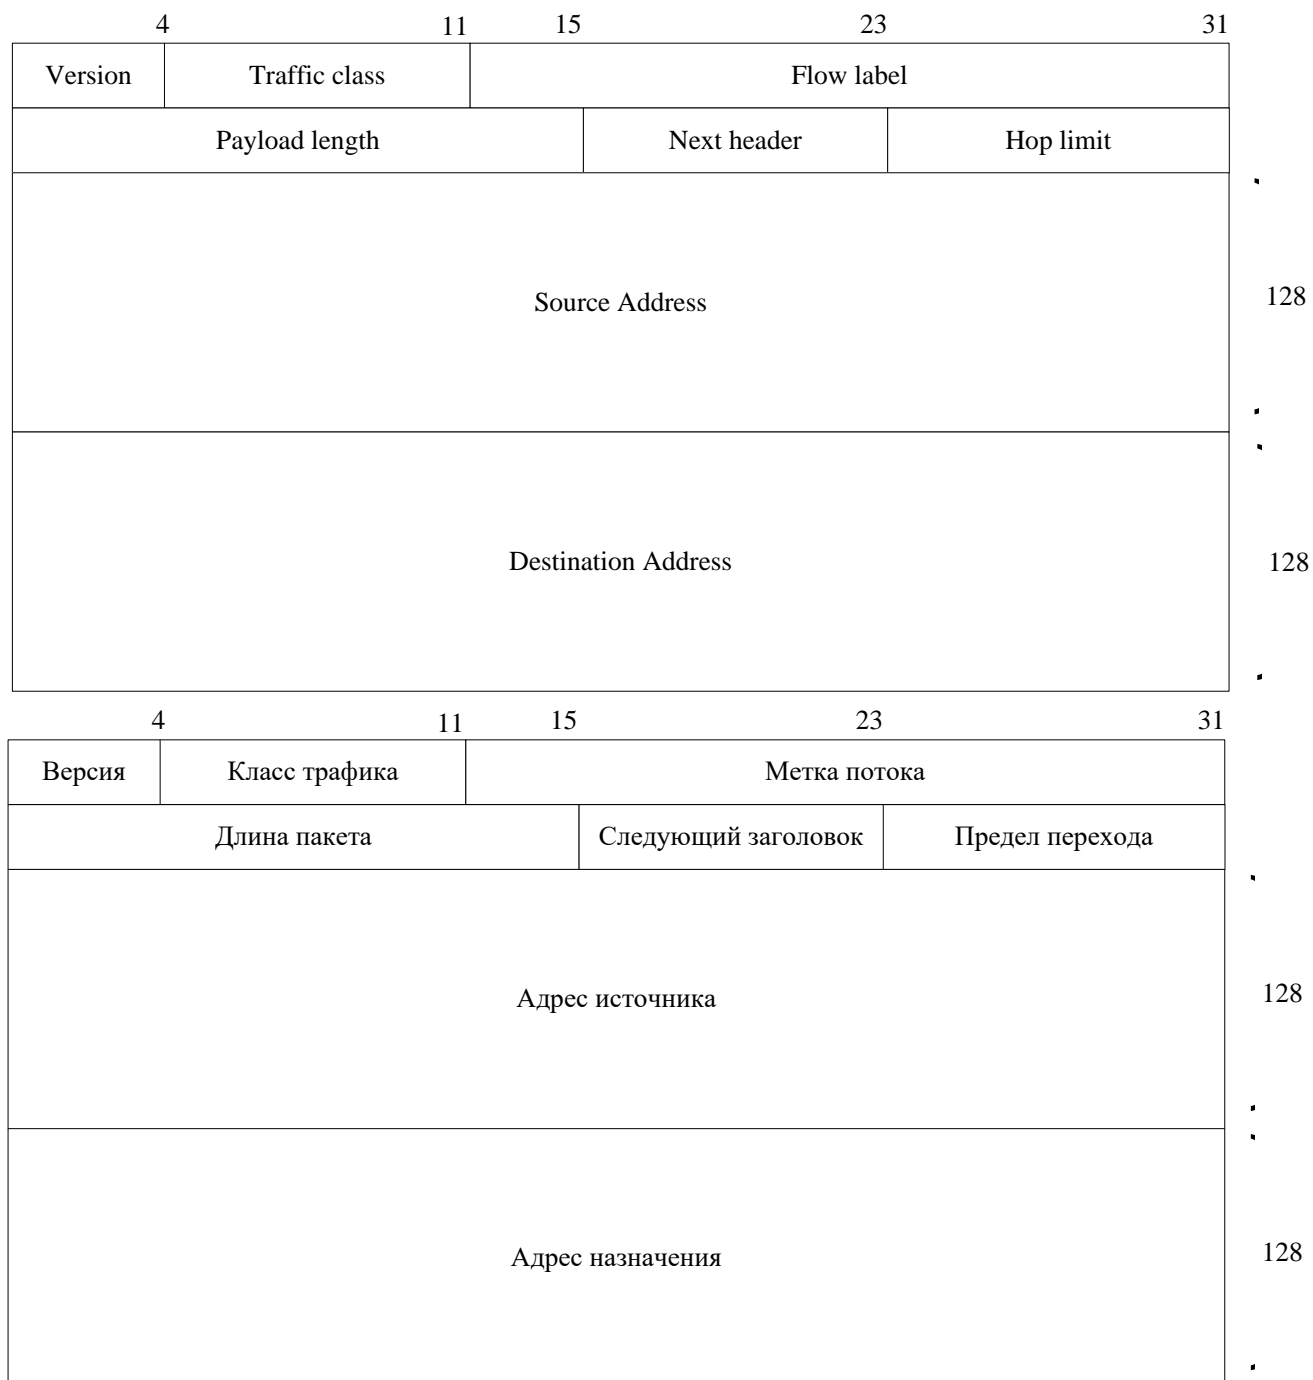 4 11 15 23 31
Version Traffic class Flow label
Payload length Next header Hop limit
Source Address 128
Destination Address 128
4 11 15 23 31
Версия Класс трафика Метка потока
Длина пакета Следующий заголовок Предел перехода
Адрес источника 128
Адрес назначения 128